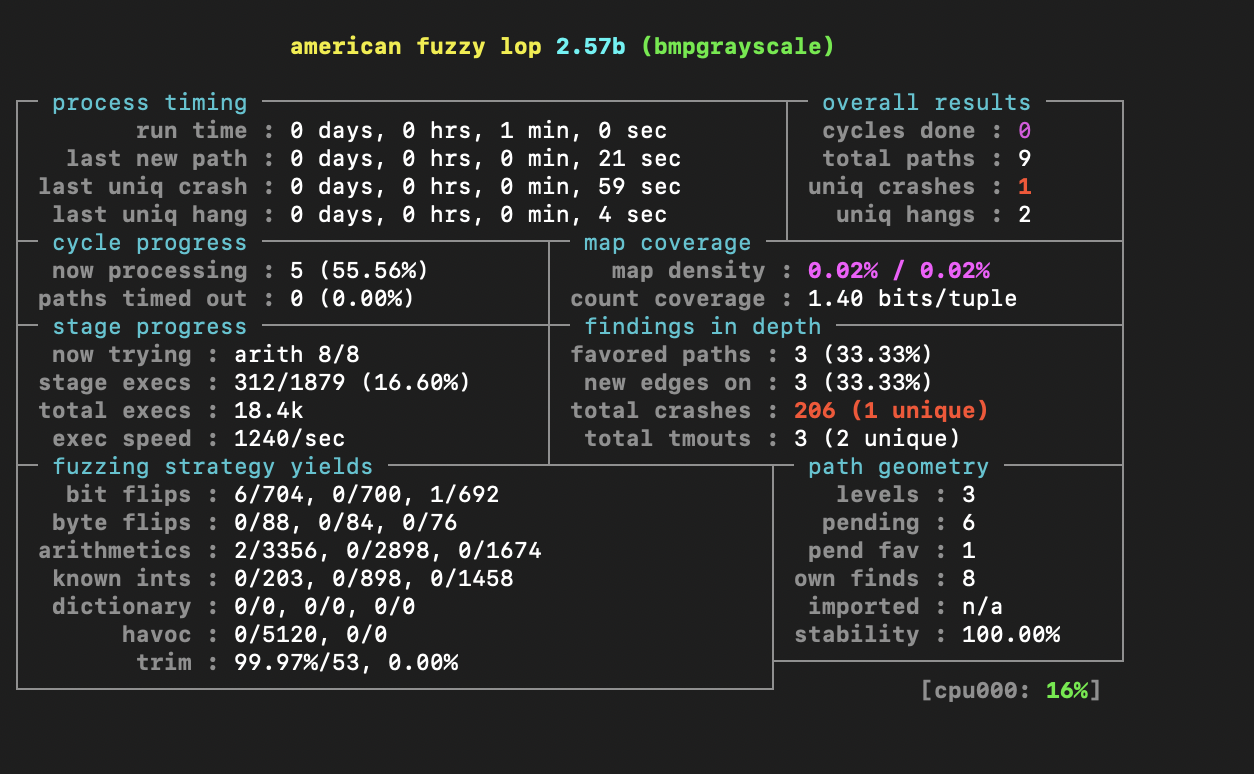 american fuzzy lop 2.57b (bmpgrayscale)
process timing overall results
run time : 0 days, 0 hrs, 1 min, 0 sec cycles done : 0
last new path : 0 days, 0 hrs, 0 min, 21 sec total paths : 9
last uniq crash : 0 days, 0 hrs, 0 min, 59 sec uniq crashes : 1
last uniq hang : 0 days, 0 hrs, 0 min, 4 sec uniq hangs : 2
cycle progress map coverage
now processing : 5 (55.56%) map density : 0.02% / 0.02%
paths timed out : 0 (0.00%) count coverage : 1.40 bits/tuple
stage progress findings in depth
now trying : arith 8/8 favored paths : 3 (33.33%)
stage execs : 312/1879 (16.60%) new edges on : 3 (33.33%)
total execs : 18.4k total crashes : 206 (1 unique)
exec speed : 1240/sec total tmouts : 3 (2 unique)
fuzzing strategy yields path geometry
bit flips : 6/704, 0/700, 1/692 levels : 3
byte flips : 0/88, 0/84, 0/76 pending : 6
arithmetics : 2/3356, 0/2898, 0/1674 pend fav : 1
known ints : 0/203, 0/898, 0/1458 own finds : 8
dictionary : 0/0, 0/0, 0/0 imported : n/a
havoc : 0/5120, 0/0 stability : 100.00%
trim : 99.97%/53, 0.00%
[cpu000: 16%]